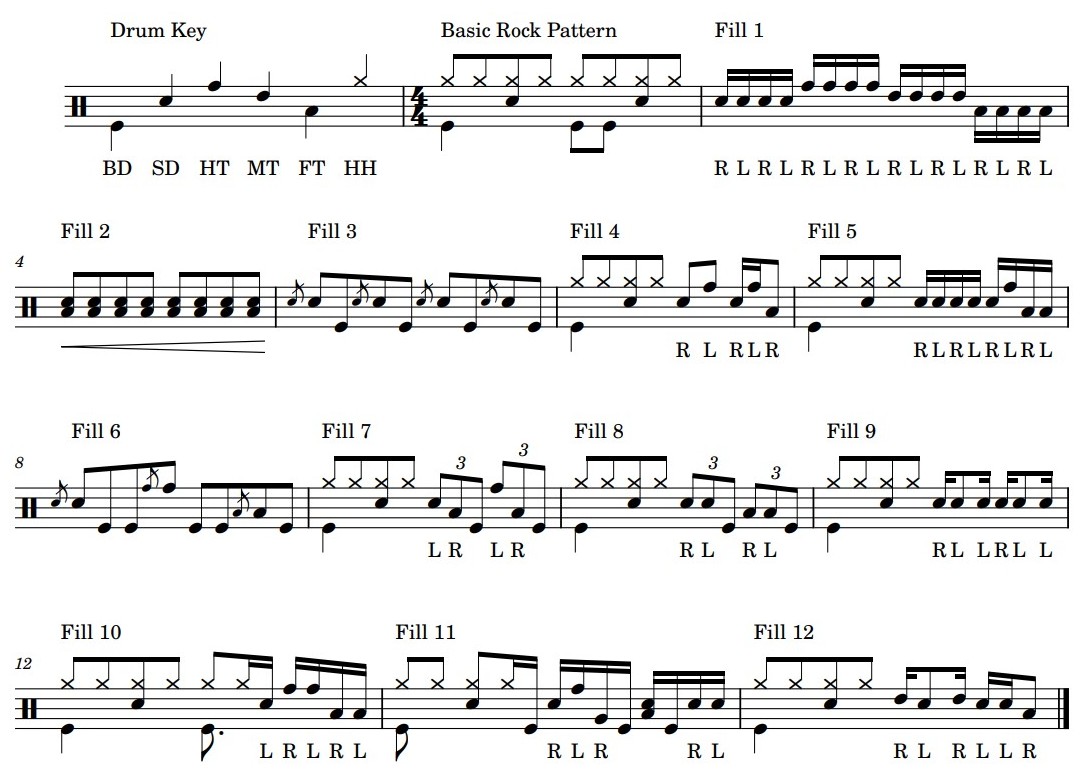 Drum Key Basic Rock Pattern Fill 1
4
4
BD SD HT MT FT HH R L R L R L R L R L R L R L R L
Fill 2 Fill 3 Fill 4 Fill 5
4
R L R L R R L R L R L R L
Fill 6 Fill 7 Fill 8 Fill 9
8
3 3 3 3
L R L R R L R L R L L R L L
Fill 10 Fill 11 Fill 12
12
L R L R L R L R R L R L R L L R